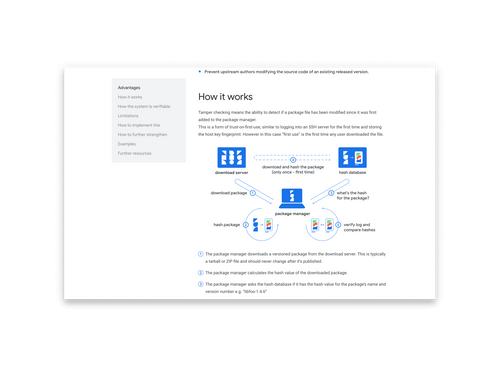 Prevent upstream authors modifying the source code of an existing released version.
Advantages
How it works
How the system is verifiable
Limitations
How to implement this
How to further strengthen
Examples
Further resources
How it works
Tamper checking means the ability to detect if a package file has been modified since it was first
added to the package manager.
This is a form of trust-on-first-use, similar to logging into an SSH server for the first time and storing
the host key fingerprint. However in this case "first use" is the first time any user downloaded the file.
download and hash the package
(only once - first time)
download server
hash database
download package
1
3
what's the hash
for the package?
package manager
hash package
2
verify log and
compare hashes
1 The package manager downloads a versioned package from the download server. This is typically
a tarball or ZIP file and should never change after it's published.
2 The package manager calculates the hash value of the downloaded package.
3 The package manager asks the hash database if it has the hash value for the package's name and
version number e.g. "libfoo-1.4.6"